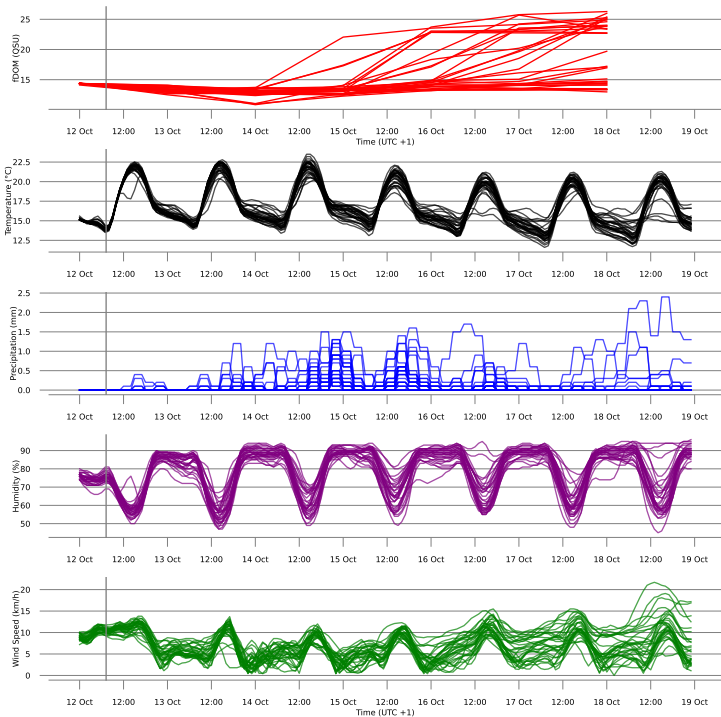 fDOM (QSU)
25
20
15
12 Oct 12:00 13 Oct 12:00 14 Oct 12:00 15 Oct 12:00 16 Oct 12:00 17 Oct 12:00 18 Oct 12:00 19 Oct
Time (UTC +1)
Temperature (°C)
22.5
20.0
17.5
15.0
12.5
12 Oct 12:00 13 Oct 12:00 14 Oct 12:00 15 Oct 12:00 16 Oct 12:00 17 Oct 12:00 18 Oct 12:00 19 Oct
Precipitation (mm)
2.5
2.0
1.5
1.0
0.5
0.0
12 Oct 12:00 13 Oct 12:00 14 Oct 12:00 15 Oct 12:00 16 Oct 12:00 17 Oct 12:00 18 Oct 12:00 19 Oct
Humidity (%)
90
80
70
60
50
12 Oct 12:00 13 Oct 12:00 14 Oct 12:00 15 Oct 12:00 16 Oct 12:00 17 Oct 12:00 18 Oct 12:00 19 Oct
Wind Speed (km/h)
20
15
10
5
0
12 Oct 12:00 13 Oct 12:00 14 Oct 12:00 15 Oct 12:00 16 Oct 12:00 17 Oct 12:00 18 Oct 12:00 19 Oct
Time (UTC +1)